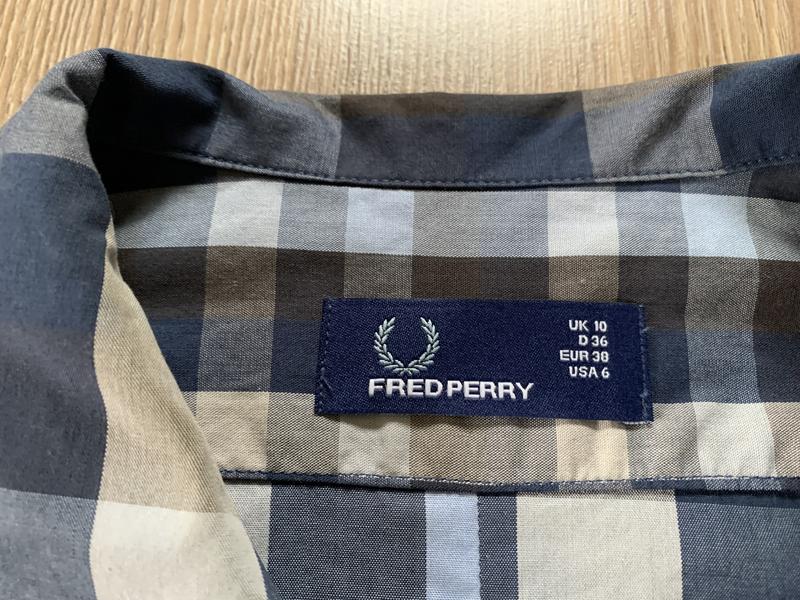 FRED PERRY
UK 10
D 36
EUR 38
USA 6